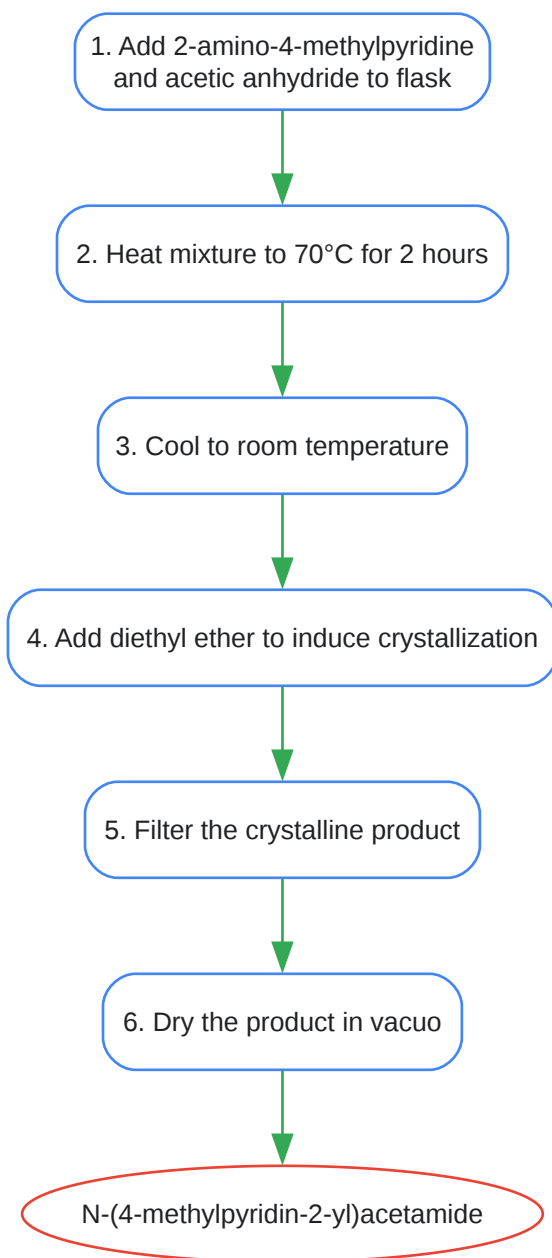 1. Add 2-amino-4-methylpyridine
and acetic anhydride to flask
2. Heat mixture to 70°C for 2 hours
3. Cool to room temperature
4. Add diethyl ether to induce crystallization
5. Filter the crystalline product
6. Dry the product in vacuo
N-(4-methylpyridin-2-yl)acetamide